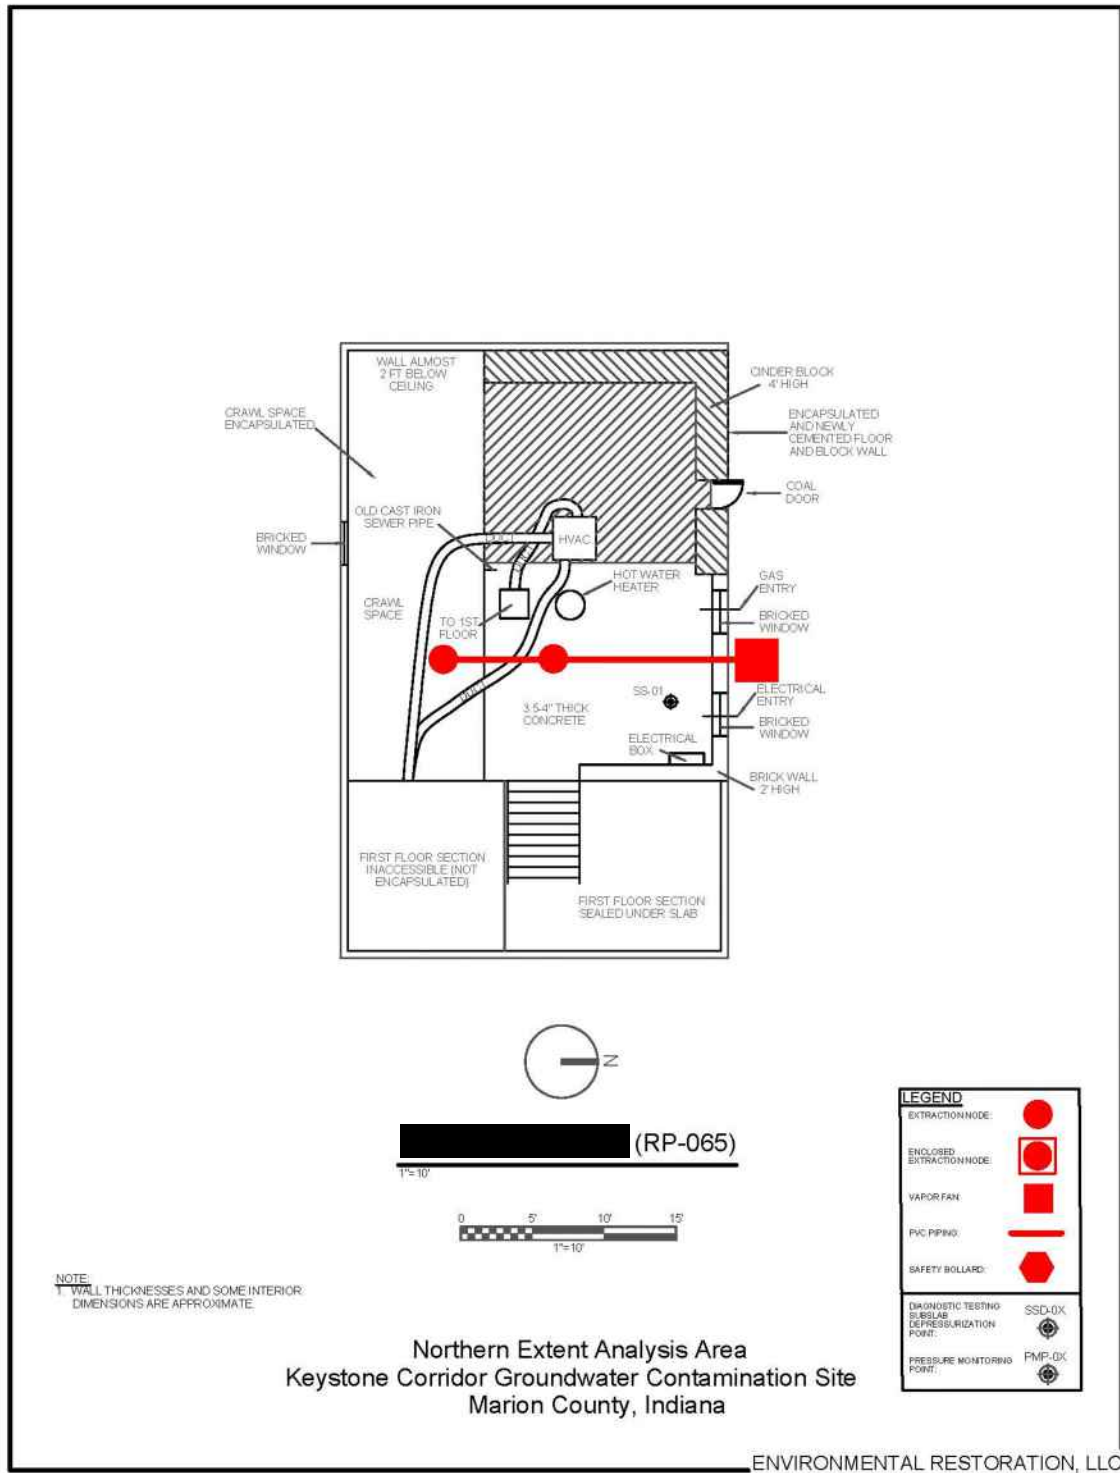 WALL ALMOST
2 FT BELOW
CEILING
CINDER BLOCK
4' HIGH
CRAWL SPACE
ENCAPSULATED
ENCAPSULATED
AND NEWLY
CEMENTED FLOOR
AND BLOCK WALL
COAL
DOOR
OLD CAST IRON
SEWER PIPE
BRICKED
WINDOW
DUCT
HVAC
DUCT
HOT WATER
HEATER
GAS
ENTRY
CRAWL
SPACE
TO 1ST
FLOOR
BRICKED
WINDOW
DUCT
SS-01
ELECTRICAL
ENTRY
3.5-4" THICK
CONCRETE
BRICKED
WINDOW
ELECTRICAL
BOX
BRICK WALL
2' HIGH
FIRST FLOOR SECTION
INACCESSIBLE (NOT
ENCAPSULATED)
FIRST FLOOR SECTION
SEALED UNDER SLAB
N
(RP-065)
1"=10'
0 5' 10' 15'
1"=10'
LEGEND
EXTRACTION NODE:
ENCLOSED
EXTRACTION NODE:
VAPOR FAN:
PVC PIPING:
SAFETY BOLLARD:
DIAGNOSTIC TESTING
SUBSLAB
DEPRESSURIZATION
POINT:
SSD-0X
PRESSURE MONITORING
POINT:
PMP-0X
NOTE:
1. WALL THICKNESSES AND SOME INTERIOR
DIMENSIONS ARE APPROXIMATE.
Northern Extent Analysis Area
Keystone Corridor Groundwater Contamination Site
Marion County, Indiana
ENVIRONMENTAL RESTORATION, LLC